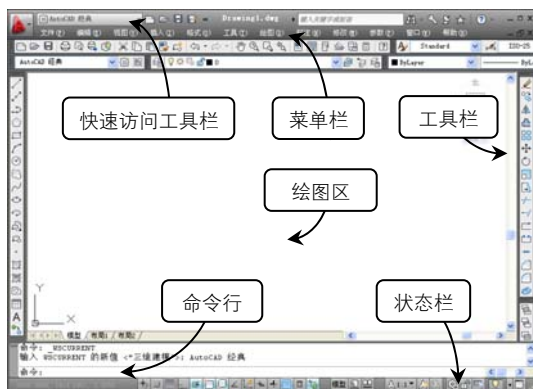 AutoCAD 经典
Drawing1.dwg
键入关键字或短语
文件(F) 编辑(E) 视图(V) 插入(I) 格式(O) 工具(T) 绘图(D) 修改(M) 参数(P) 窗口(W) 帮助(H)
Standard ISO-25
AutoCAD 经典 0 ByLayer ByL
快速访问工具栏
菜单栏
工具栏
绘图区
Y
X
命令行
状态栏
A
模型 布局1 布局2
命令: _WSCURRENT
输入 WSCURRENT 的新值 <"三维建模">: AutoCAD 经典
命令:
模型